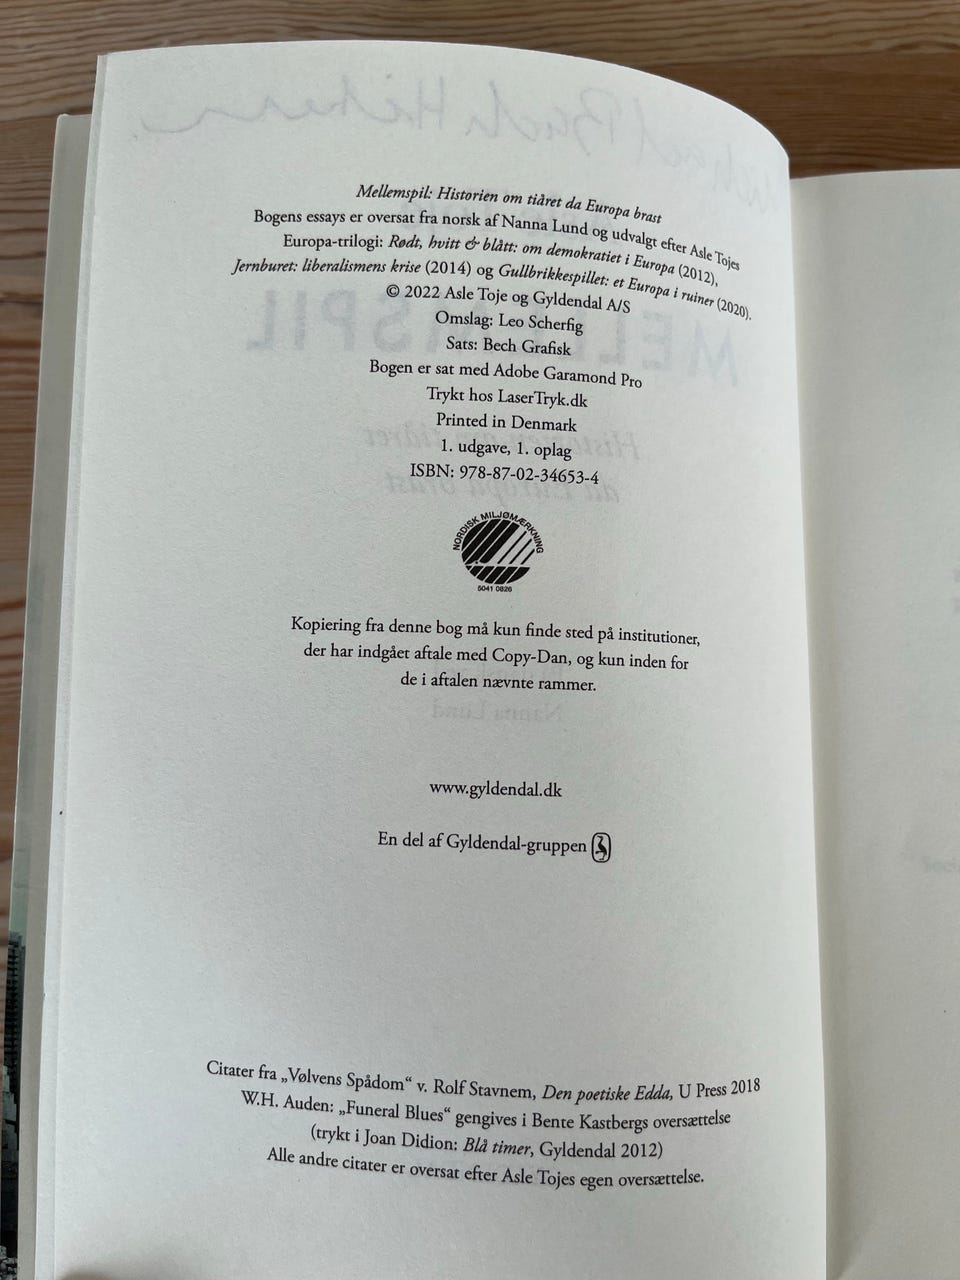 Mellemspil: Historien om tiåret da Europa brast
Bogens essays er oversat fra norsk af Nanna Lund og udvalgt efter Asle Tojes
Europa-trilogi: Rødt, hvitt & blått: om demokratiet i Europa (2012),
Jernburet: liberalismens krise (2014) og Gullbrikkespillet: et Europa i ruiner (2020).
© 2022 Asle Toje og Gyldendal A/S
Omslag: Leo Scherfig
Sats: Bech Grafisk
Bogen er sat med Adobe Garamond Pro
Trykt hos LaserTryk.dk
Printed in Denmark
1. udgave, 1. oplag
ISBN: 978-87-02-34653-4
NORDISK MILJØMÆRKNING
5041 0826
Kopiering fra denne bog må kun finde sted på institutioner,
der har indgået aftale med Copy-Dan, og kun inden for
de i aftalen nævnte rammer.
www.gyldendal.dk
En del af Gyldendal-gruppen
Citater fra „Vølvens Spådom“ v. Rolf Stavnem, Den poetiske Edda, U Press 2018
W.H. Auden: „Funeral Blues“ gengives i Bente Kastbergs oversættelse
(trykt i Joan Didion: Blå timer, Gyldendal 2012)
Alle andre citater er oversat efter Asle Tojes egen oversættelse.